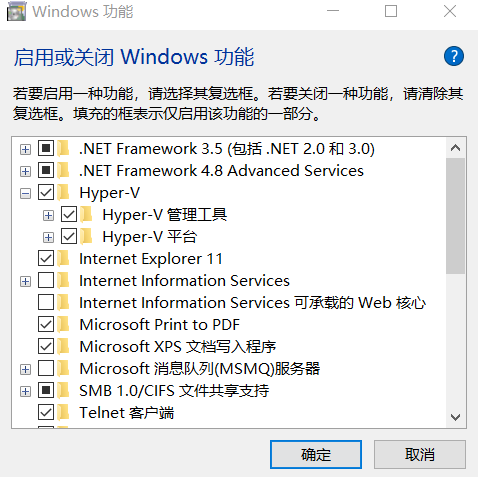 Windows 功能
启用或关闭 Windows 功能
?
若要启用一种功能，请选择其复选框。若要关闭一种功能，请清除其
复选框。填充的框表示仅启用该功能的一部分。
.NET Framework 3.5 (包括 .NET 2.0 和 3.0)
.NET Framework 4.8 Advanced Services
Hyper-V
Hyper-V 管理工具
Hyper-V 平台
Internet Explorer 11
Internet Information Services
Internet Information Services 可承载的 Web 核心
Microsoft Print to PDF
Microsoft XPS 文档写入程序
Microsoft 消息队列(MSMQ)服务器
SMB 1.0/CIFS 文件共享支持
Telnet 客户端
确定
取消